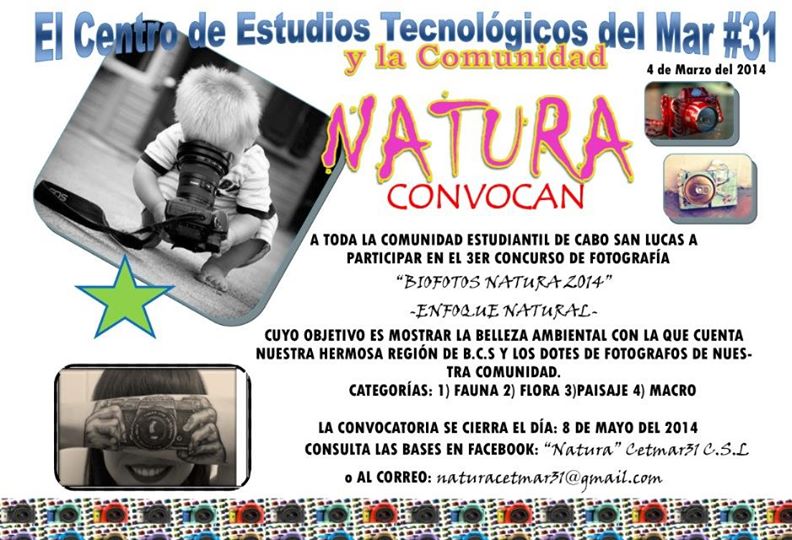 El Centro de Estudios Tecnológicos del Mar #31
y la Comunidad
4 de Marzo del 2014
NATURA
CONVOCAN
A TODA LA COMUNIDAD ESTUDIANTIL DE CABO SAN LUCAS A
PARTICIPAR EN EL 3ER CONCURSO DE FOTOGRAFÍA
“BIOFOTOS NATURA 2014”
-ENFOQUE NATURAL-
CUYO OBJETIVO ES MOSTRAR LA BELLEZA AMBIENTAL CON LA QUE CUENTA
NUESTRA HERMOSA REGIÓN DE B.C.S Y LOS DOTES DE FOTOGRAFOS DE NUES-
TRA COMUNIDAD.
CATEGORÍAS: 1) FAUNA 2) FLORA 3)PAISAJE 4) MACRO
LA CONVOCATORIA SE CIERRA EL DÍA: 8 DE MAYO DEL 2014
CONSULTA LAS BASES EN FACEBOOK: “Natura” Cetmar31 C.S.L
o AL CORREO: naturacetmar31@gmail.com